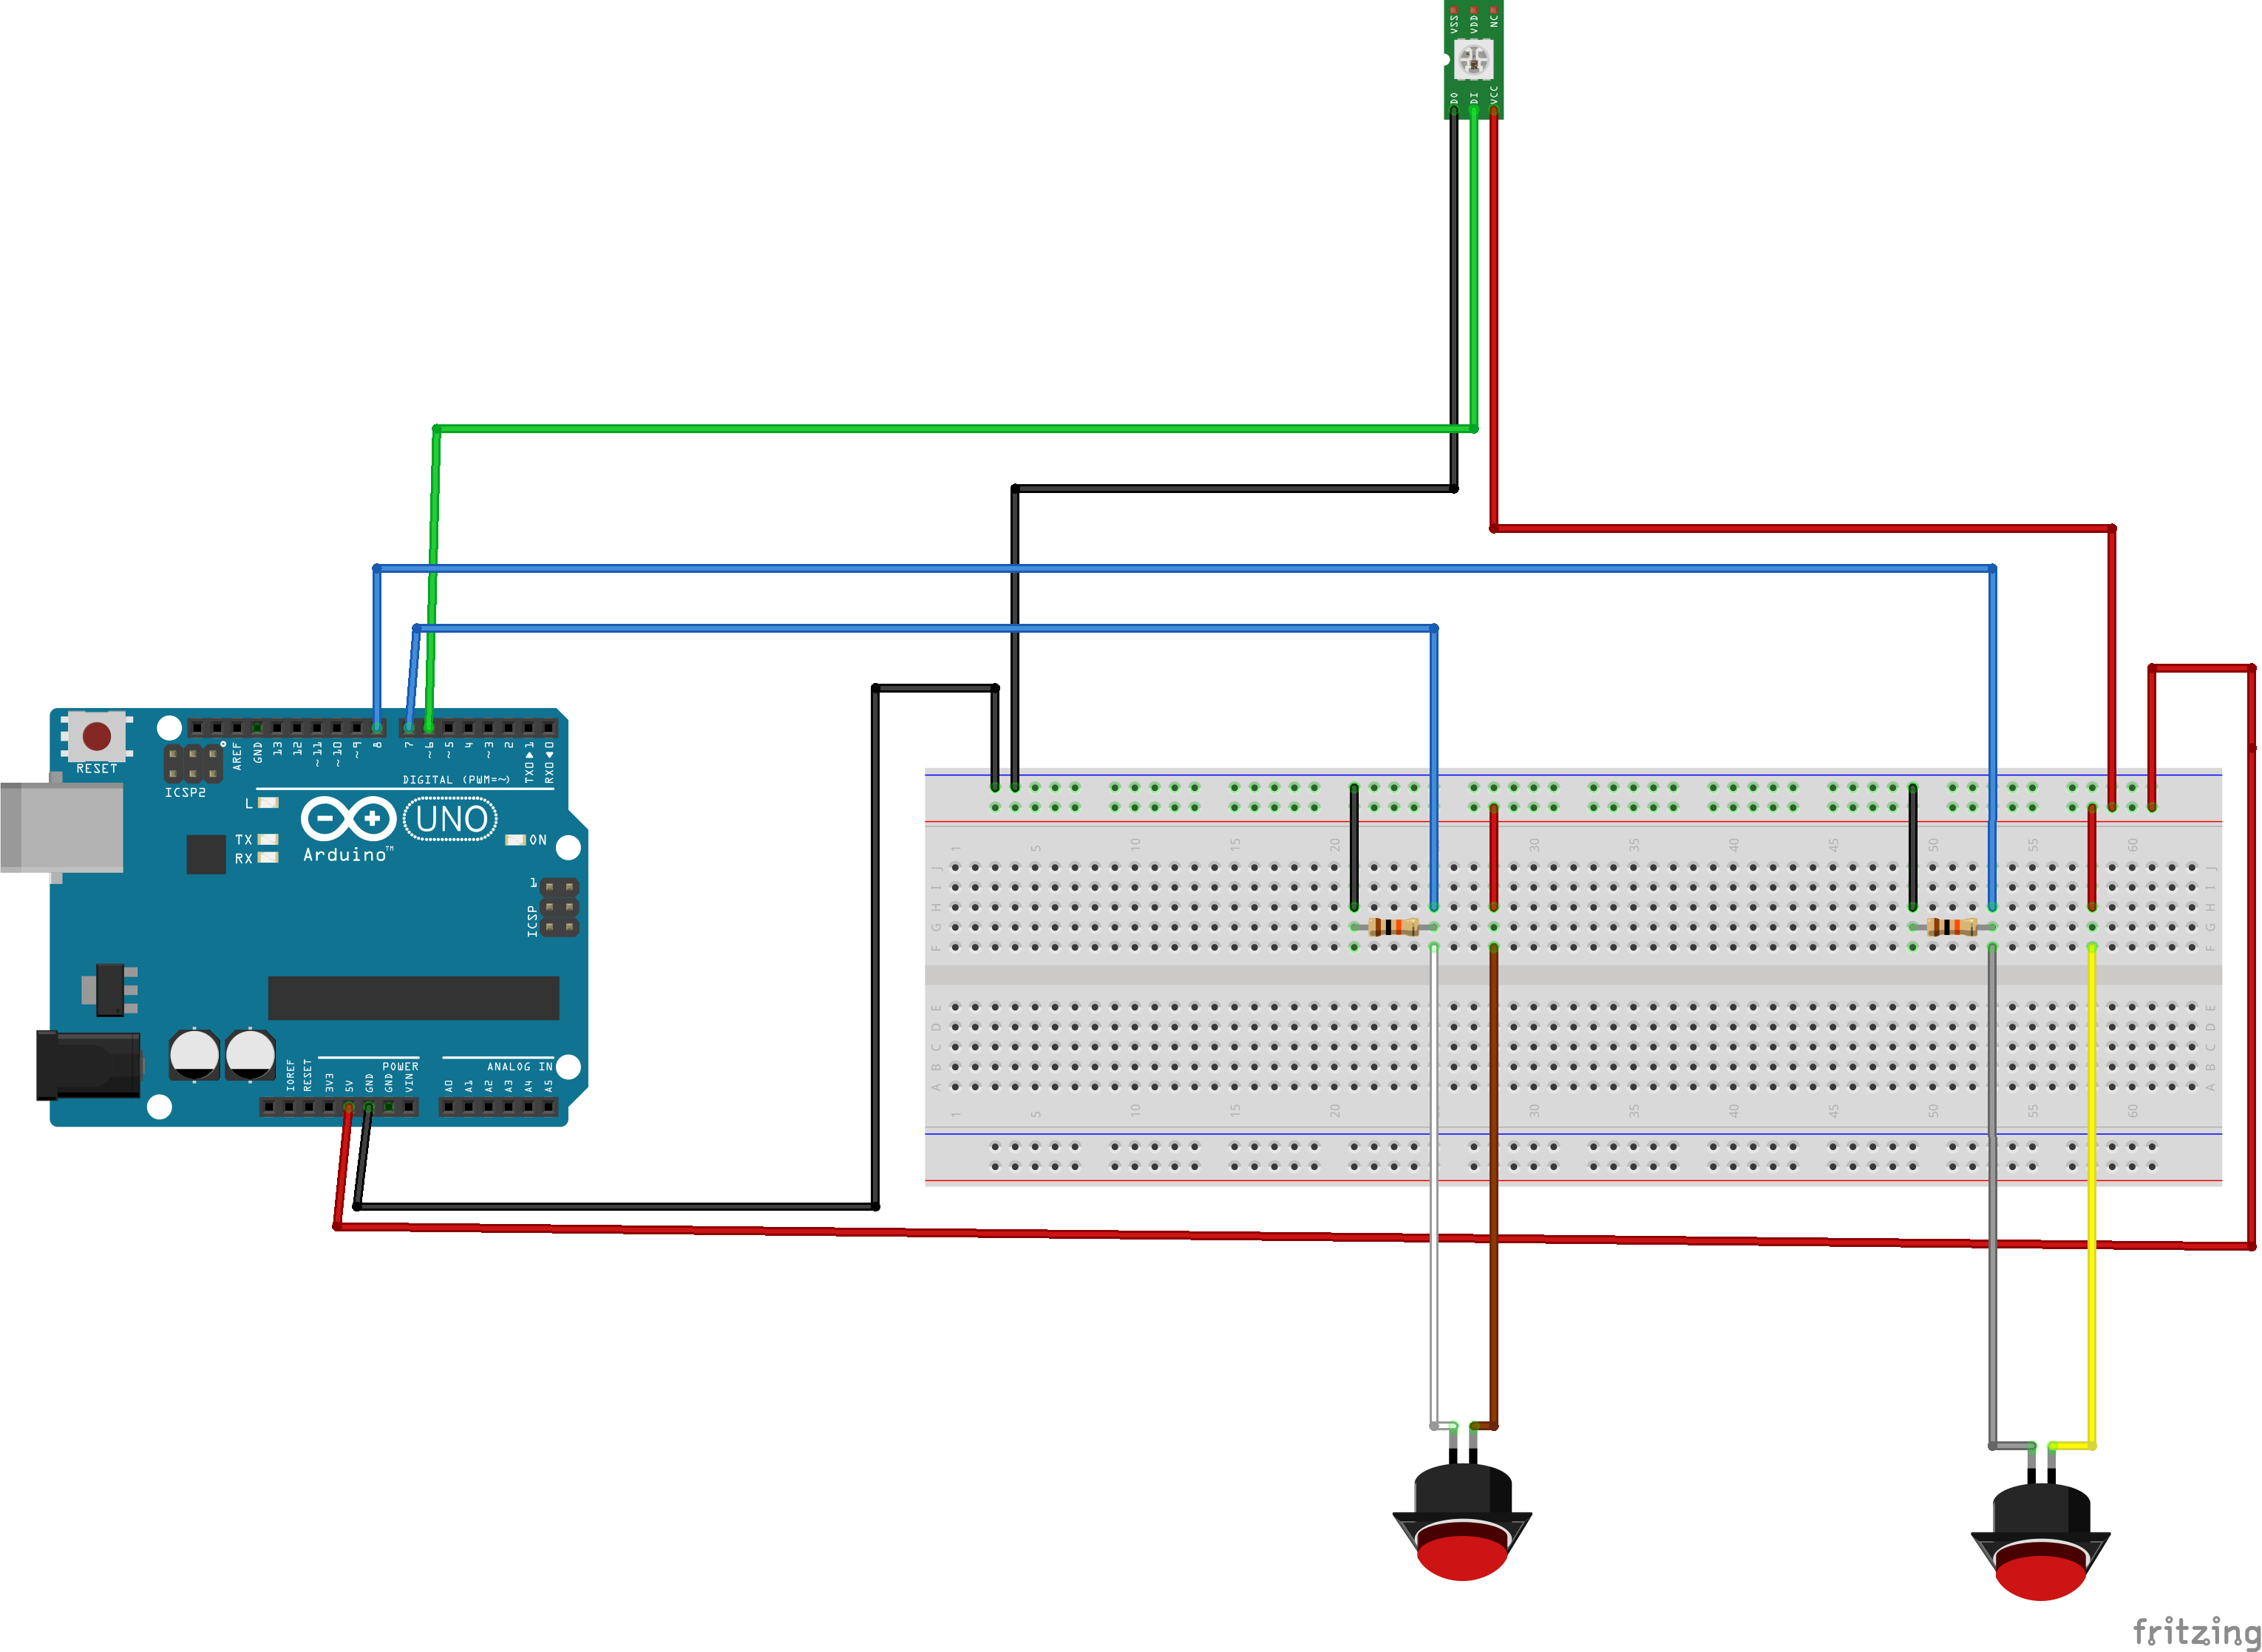 VSS VDD NC
DO DI VCC
RESET
ICSP2
AREF GND 13 12 ~11 ~10 ~9 8 7 ~6 ~5 4 ~3 2 TX0▶1 RX0◀0
DIGITAL (PWM=~)
L
TX
RX
UNO
Arduino™
ON
1
ICSP
IOREF RESET 3V3 5V GND GND VIN
POWER
A0 A1 A2 A3 A4 A5
ANALOG IN
1 5 10 15 20 30 35 40 45 50 55 60
J J
I I
H H
G G
F F
E E
D D
C C
B B
A A
1 5 10 15 20 30 35 40 45 50 55 60
fritzing